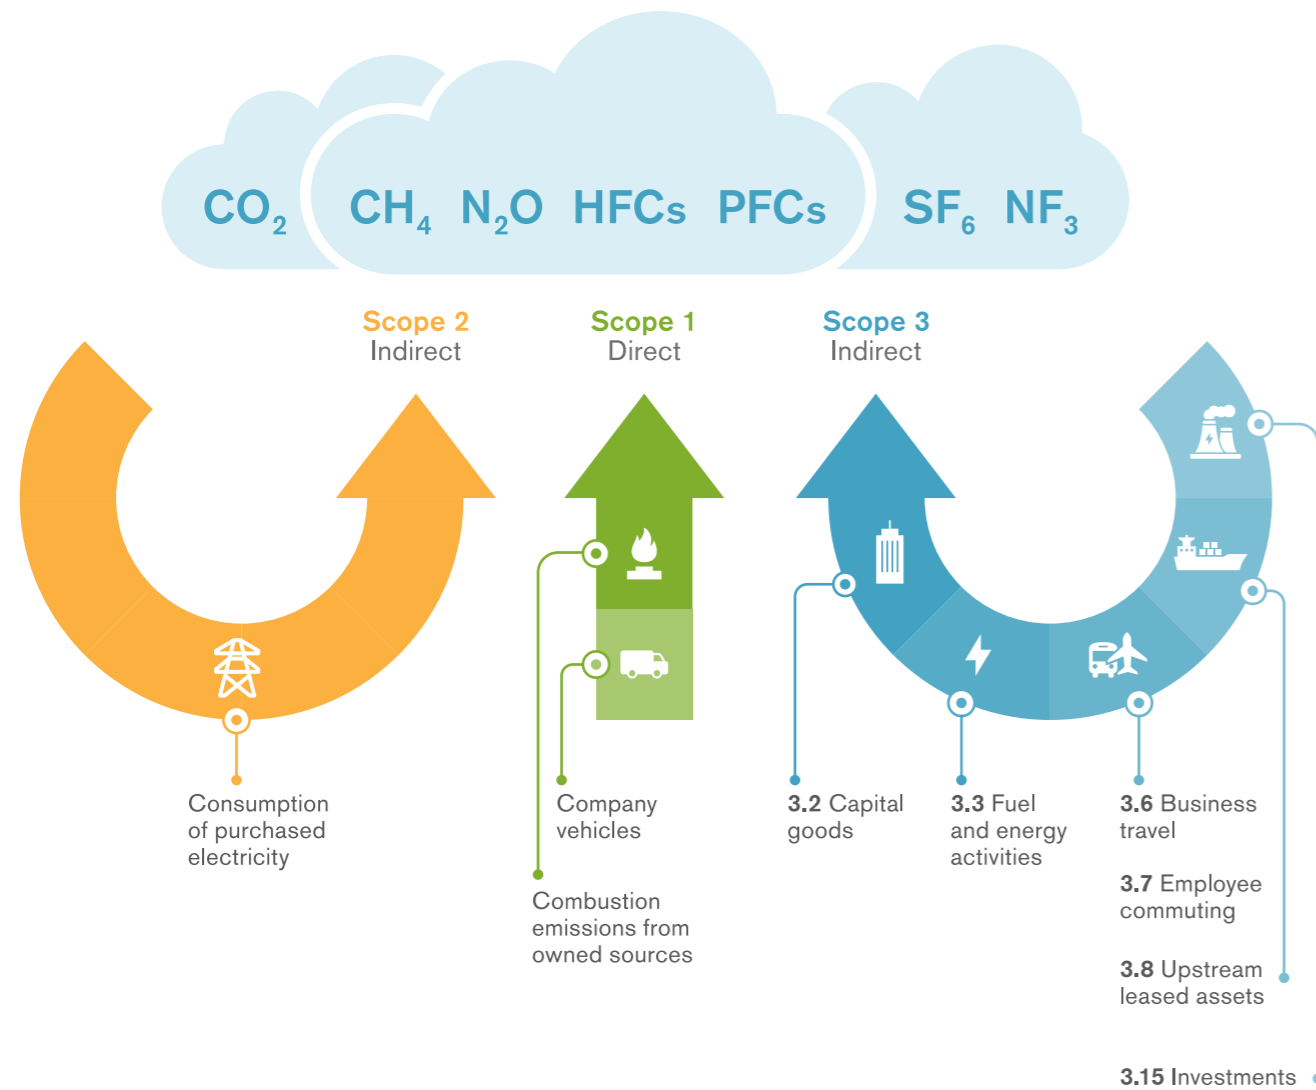 CO₂ CH₄ N₂O HFCs PFCs SF₆ NF₃
Scope 2
Indirect
Scope 1
Direct
Scope 3
Indirect
Consumption
of purchased
electricity
Company
vehicles
Combustion
emissions from
owned sources
3.2 Capital
goods
3.3 Fuel
and energy
activities
3.6 Business
travel
3.7 Employee
commuting
3.8 Upstream
leased assets
3.15 Investments